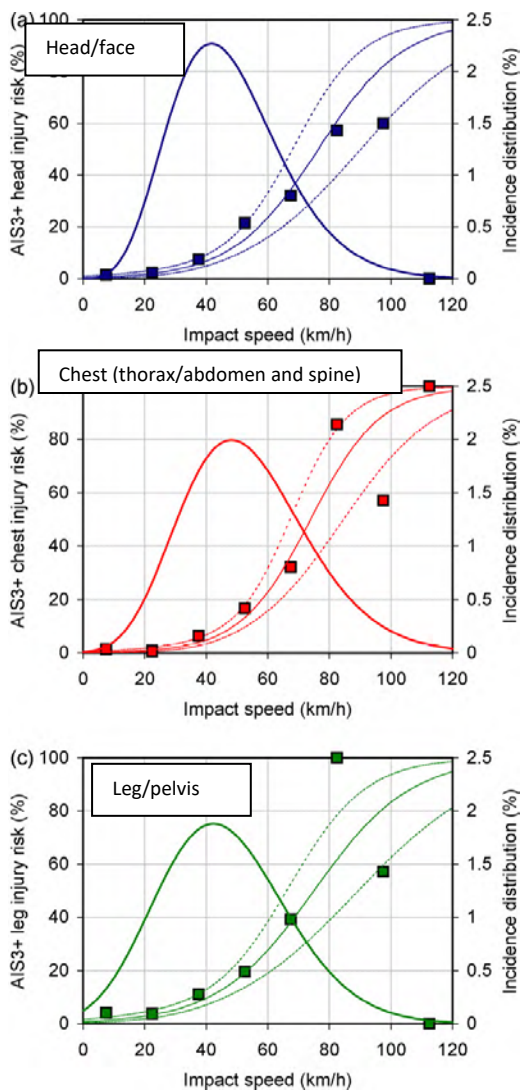 (a) 100
Head/face
80
60
40
20
0
AIS3+ head injury risk (%)
2.5
2
1.5
1
0.5
0
Incidence distribution (%)
0 20 40 60 80 100 120
Impact speed (km/h)
Chest (thorax/abdomen and spine)
(b)
80
60
40
20
0
AIS3+ chest injury risk (%)
2.5
2
1.5
1
0.5
0
Incidence distribution (%)
0 20 40 60 80 100 120
Impact speed (km/h)
(c) 100
Leg/pelvis
80
60
40
20
0
AIS3+ leg injury risk (%)
2.5
2
1.5
1
0.5
0
Incidence distribution (%)
0 20 40 60 80 100 120
Impact speed (km/h)